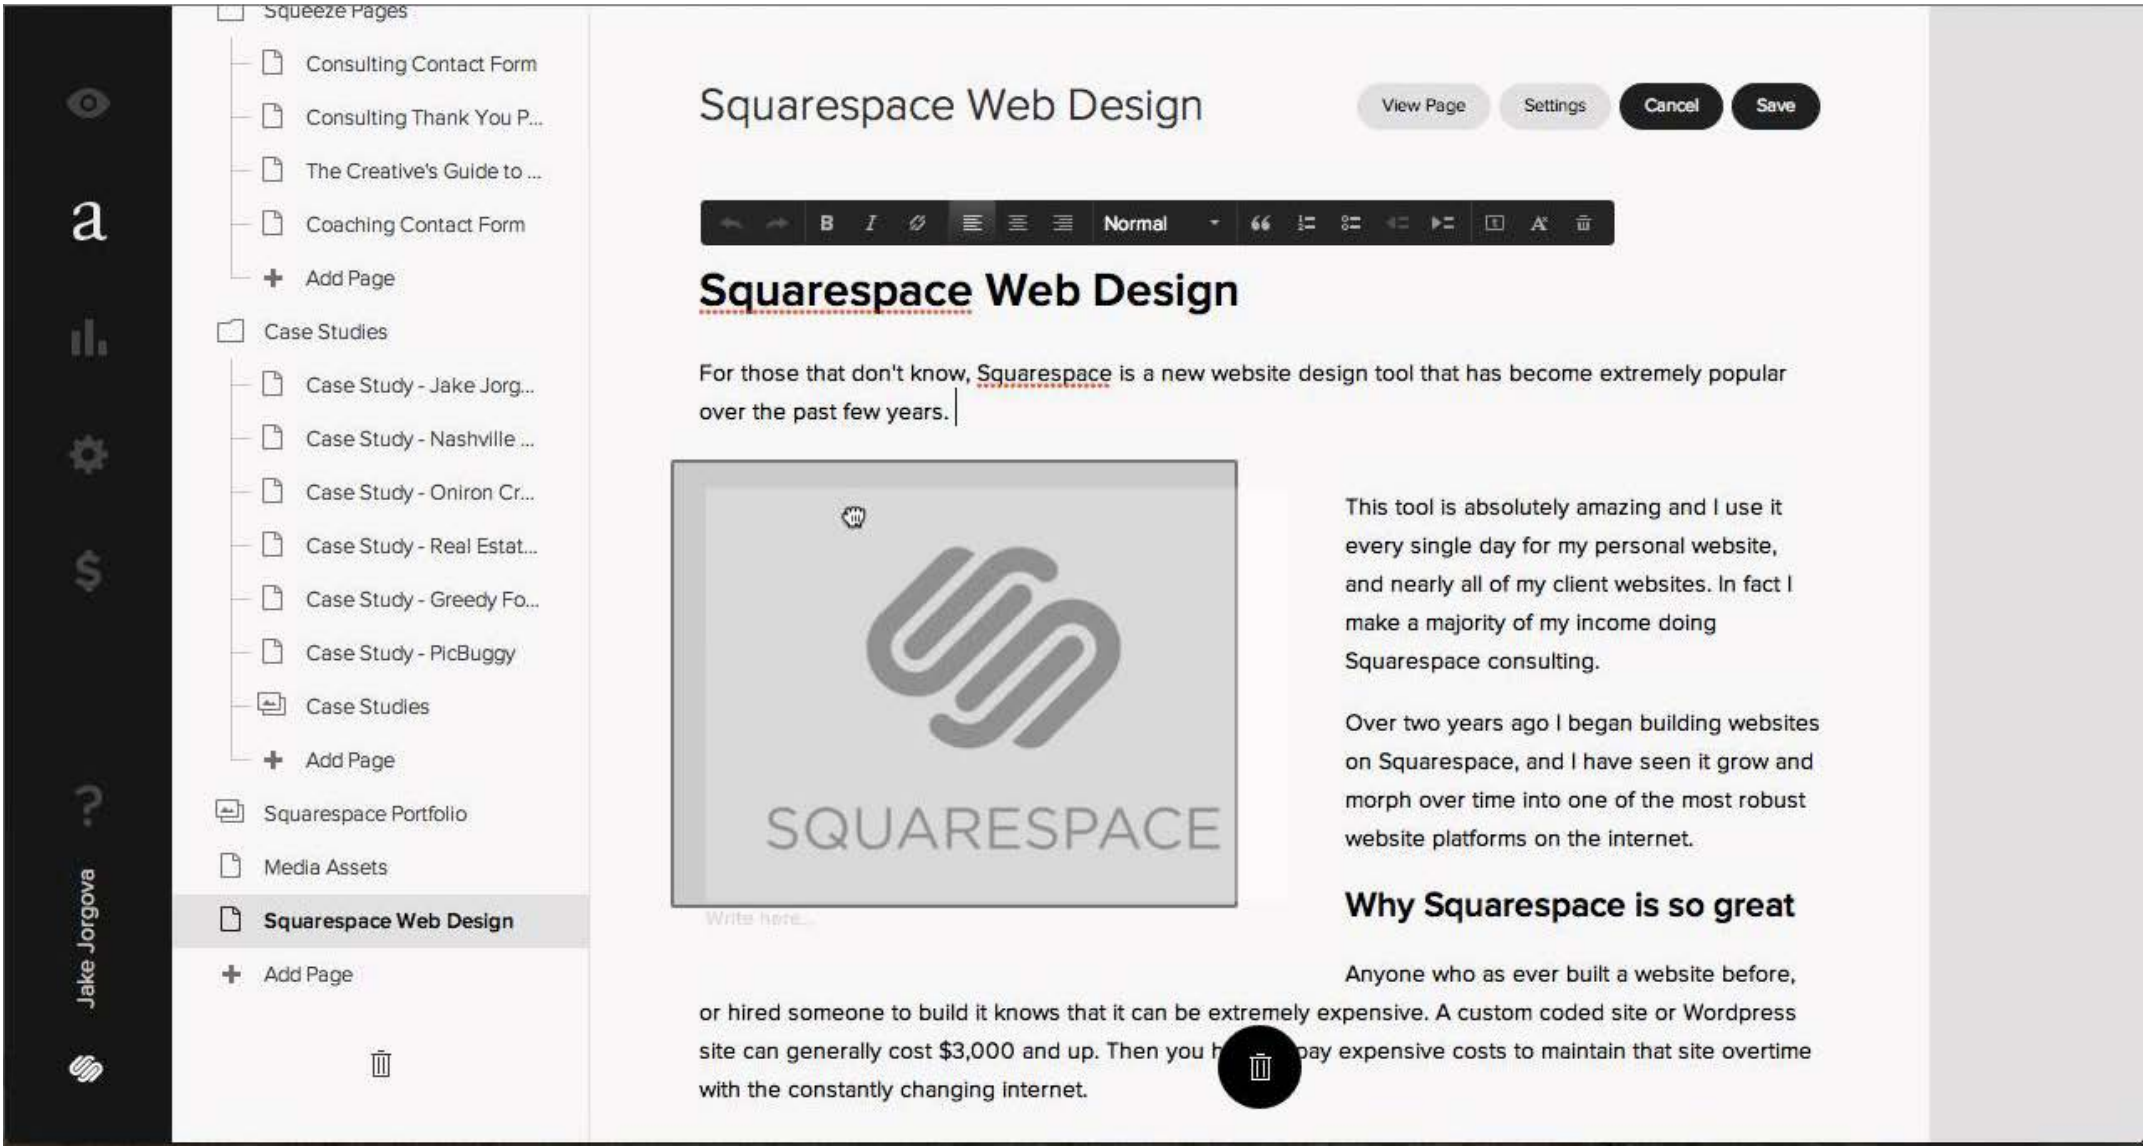 Squeeze Pages
Consulting Contact Form
Consulting Thank You P...
The Creative's Guide to ...
Coaching Contact Form
Add Page
Case Studies
Case Study - Jake Jorg...
Case Study - Nashville ...
Case Study - Oniron Cr...
Case Study - Real Estat...
Case Study - Greedy Fo...
Case Study - PicBuggy
Case Studies
Add Page
Squarespace Portfolio
Media Assets
Squarespace Web Design
Add Page
Jake Jorgova
Squarespace Web Design
View Page
Settings
Cancel
Save
Normal
Squarespace Web Design
For those that don't know, Squarespace is a new website design tool that has become extremely popular
over the past few years.
SQUARESPACE
Write here...
This tool is absolutely amazing and I use it
every single day for my personal website,
and nearly all of my client websites. In fact I
make a majority of my income doing
Squarespace consulting.
Over two years ago I began building websites
on Squarespace, and I have seen it grow and
morph over time into one of the most robust
website platforms on the internet.
Why Squarespace is so great
Anyone who as ever built a website before,
or hired someone to build it knows that it can be extremely expensive. A custom coded site or Wordpress
site can generally cost $3,000 and up. Then you pay expensive costs to maintain that site overtime
with the constantly changing internet.